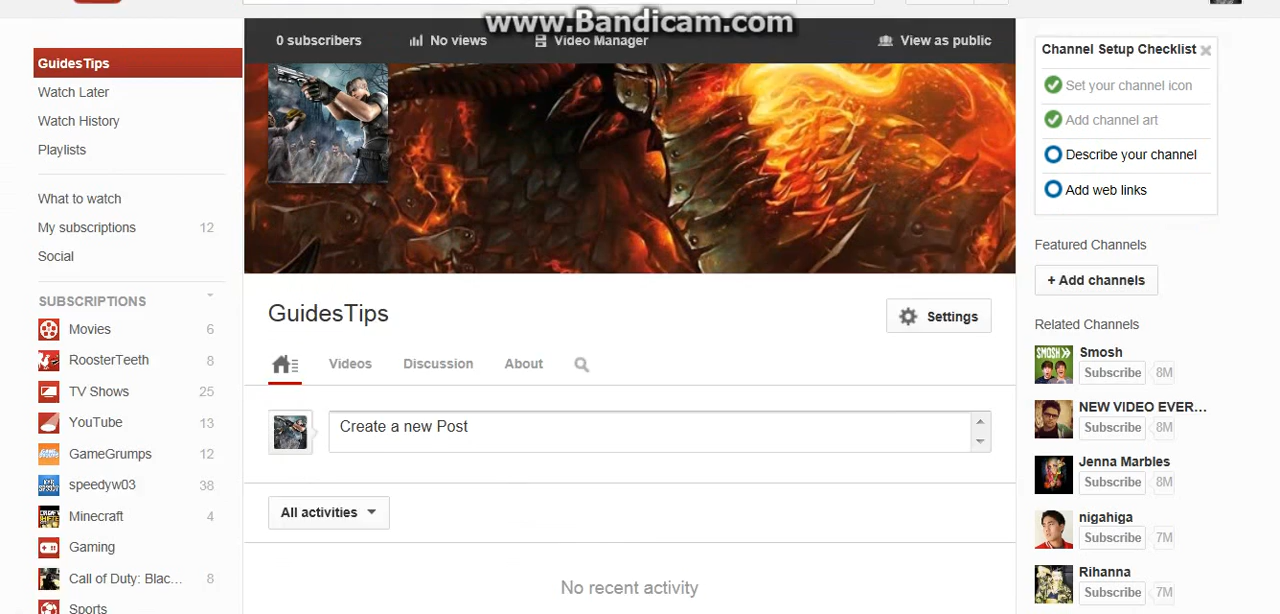 www.Bandicam.com
0 subscribers
No views
Video Manager
View as public
GuidesTips
Watch Later
Watch History
Playlists
What to watch
My subscriptions 12
Social
SUBSCRIPTIONS
Movies 6
RoosterTeeth 8
TV Shows 25
YouTube 13
GameGrumps 12
speedyw03 38
Minecraft 4
Gaming
Call of Duty: Blac... 8
Sports
GuidesTips
Settings
Videos
Discussion
About
Create a new Post
All activities
No recent activity
Channel Setup Checklist
Set your channel icon
Add channel art
Describe your channel
Add web links
Featured Channels
+ Add channels
Related Channels
SMOSH
Smosh
Subscribe 8M
NEW VIDEO EVER...
Subscribe 8M
Jenna Marbles
Subscribe 8M
nigahiga
Subscribe 7M
Rihanna
Subscribe 7M